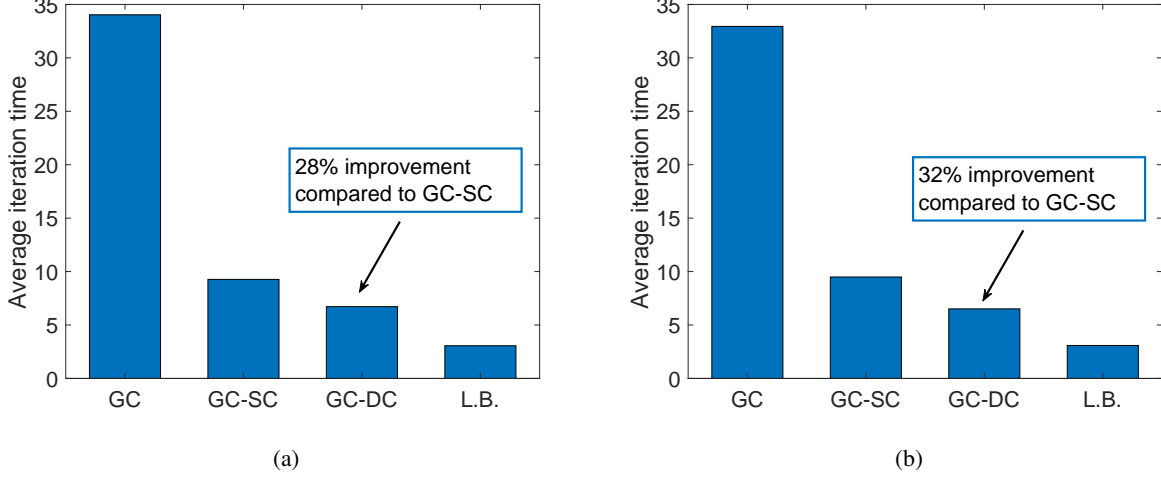 Average iteration time
35
30
25
20
15
10
5
0
28% improvement
compared to GC-SC
GC GC-SC GC-DC L.B.
(a)
Average iteration time
35
30
25
20
15
10
5
0
32% improvement
compared to GC-SC
GC GC-SC GC-DC L.B.
(b)